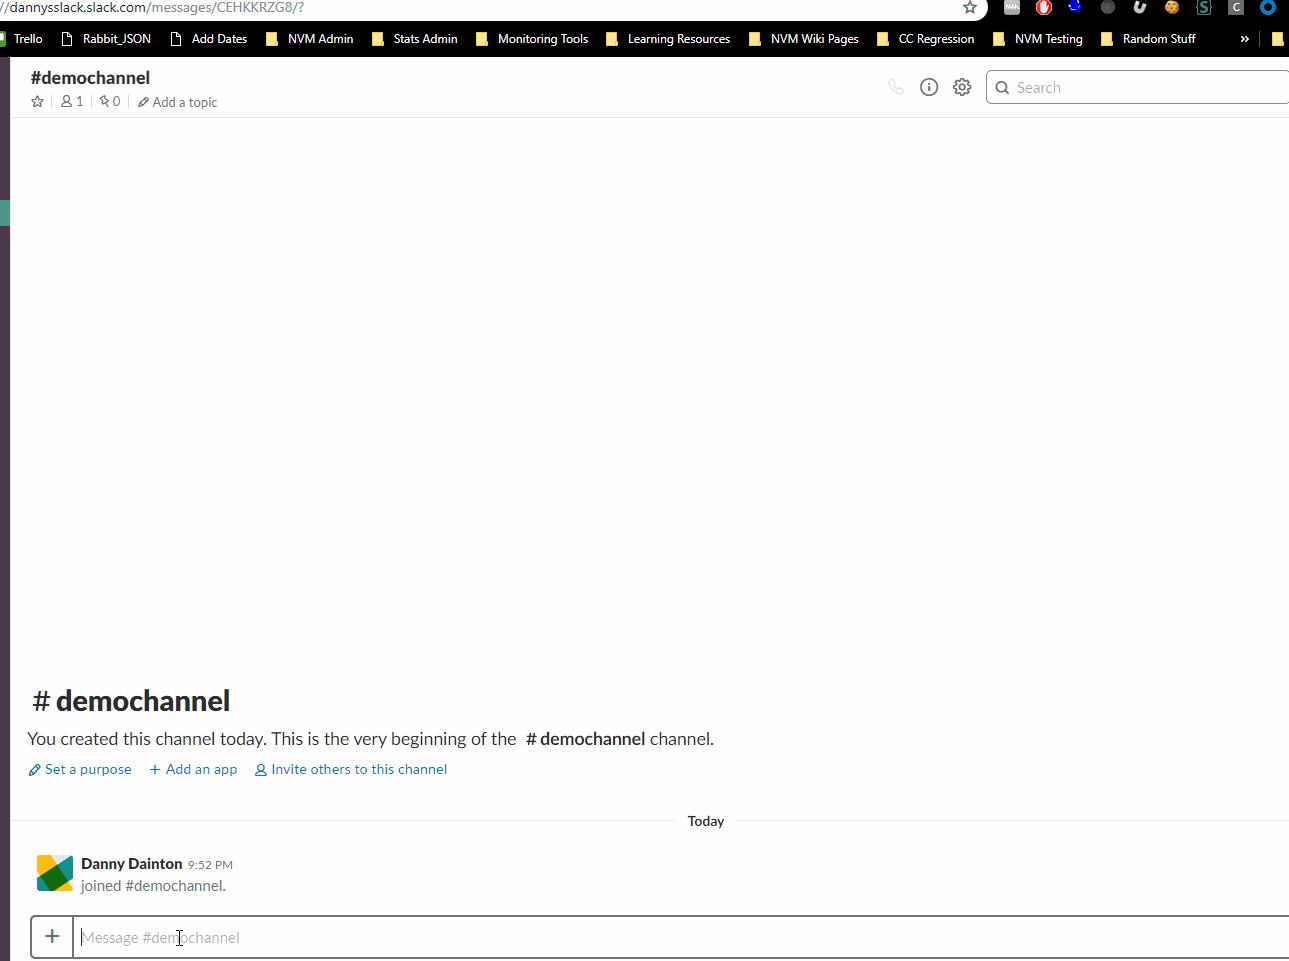 //dannysslack.slack.com/messages/CEHKKRZG8/?
Trello Rabbit_JSON Add Dates NVM Admin Stats Admin Monitoring Tools Learning Resources NVM Wiki Pages CC Regression NVM Testing Random Stuff »
#demochannel
1 0 Add a topic
Search
# demochannel
You created this channel today. This is the very beginning of the # demochannel channel.
Set a purpose + Add an app Invite others to this channel
Today
Danny Dainton 9:52 PM
joined #demochannel.
+ Message #demochannel